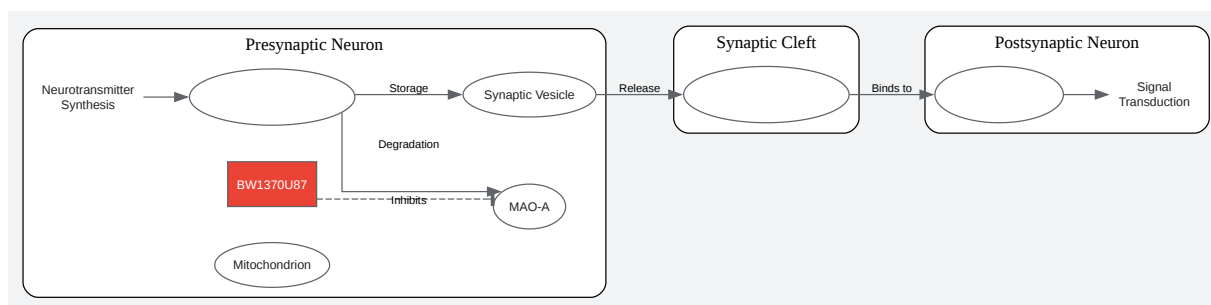 Presynaptic Neuron
Synaptic Cleft
Postsynaptic Neuron
Neurotransmitter
Synthesis
Storage
Synaptic Vesicle
Release
Binds to
Signal
Transduction
Degradation
BW1370U87
Inhibits
MAO-A
Mitochondrion